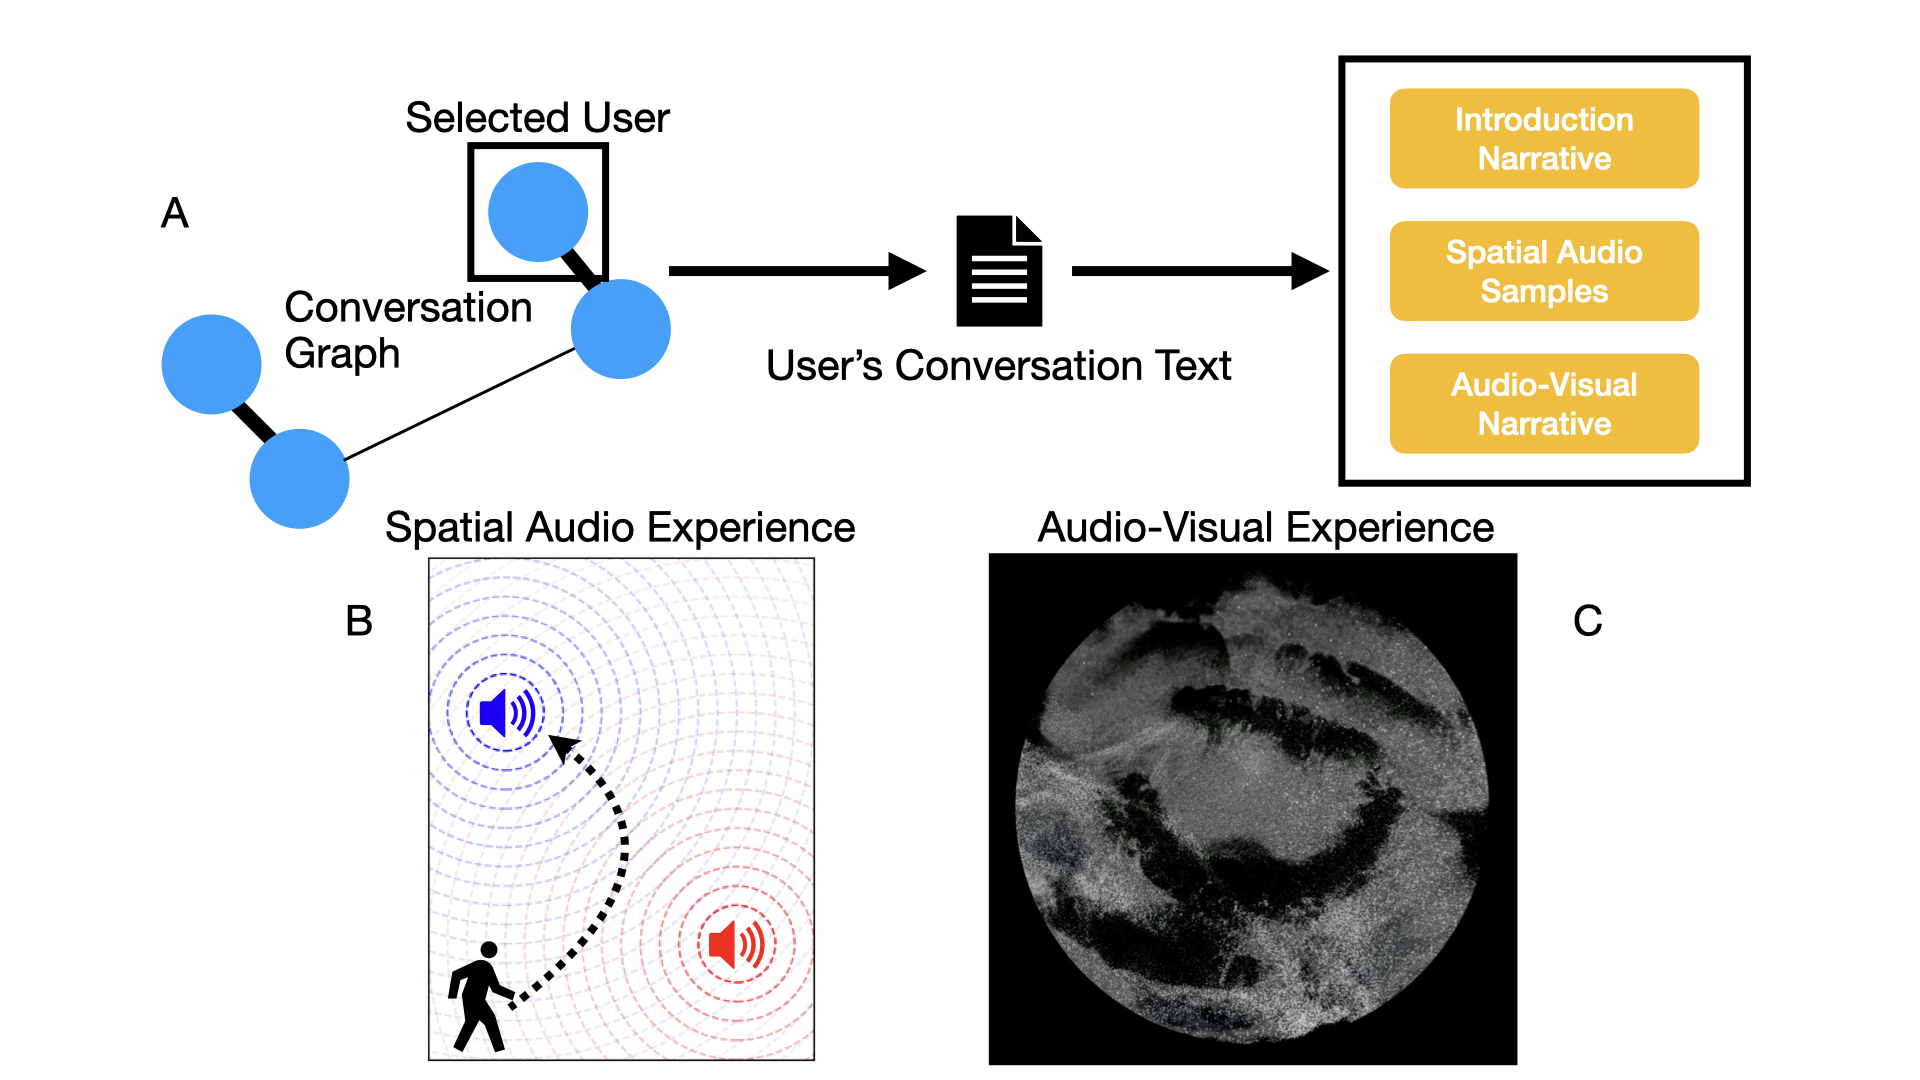 Selected User
A
Conversation
Graph
User's Conversation Text
Introduction
Narrative
Spatial Audio
Samples
Audio-Visual
Narrative
Spatial Audio Experience
B
Audio-Visual Experience
C